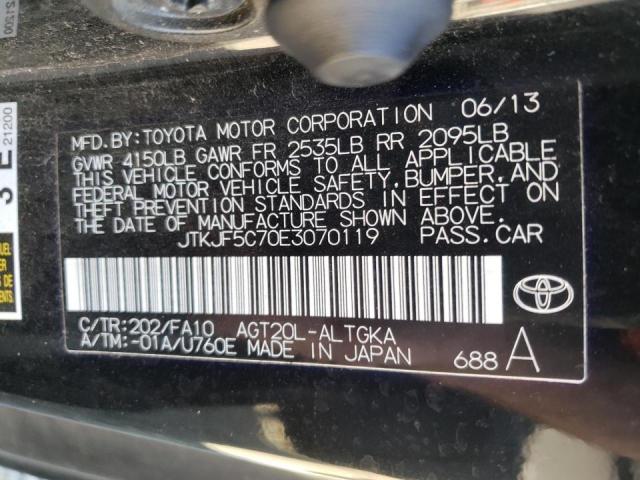 MFD.BY:TOYOTA MOTOR CORPORATION 06/13
GVWR 4150LB GAWR FR 2535LB RR 2095LB
THIS VEHICLE CONFORMS TO ALL APPLICABLE
FEDERAL MOTOR VEHICLE SAFETY,BUMPER,AND
THEFT PREVENTION STANDARDS IN EFFECT ON
THE DATE OF MANUFACTURE SHOWN ABOVE.
JTKJF5C70E3070119 PASS.CAR
C/TR:202/FA10 AGT20L-ALTGKA
A/TM:-01A/U760E MADE IN JAPAN
688 A
3 E
21200